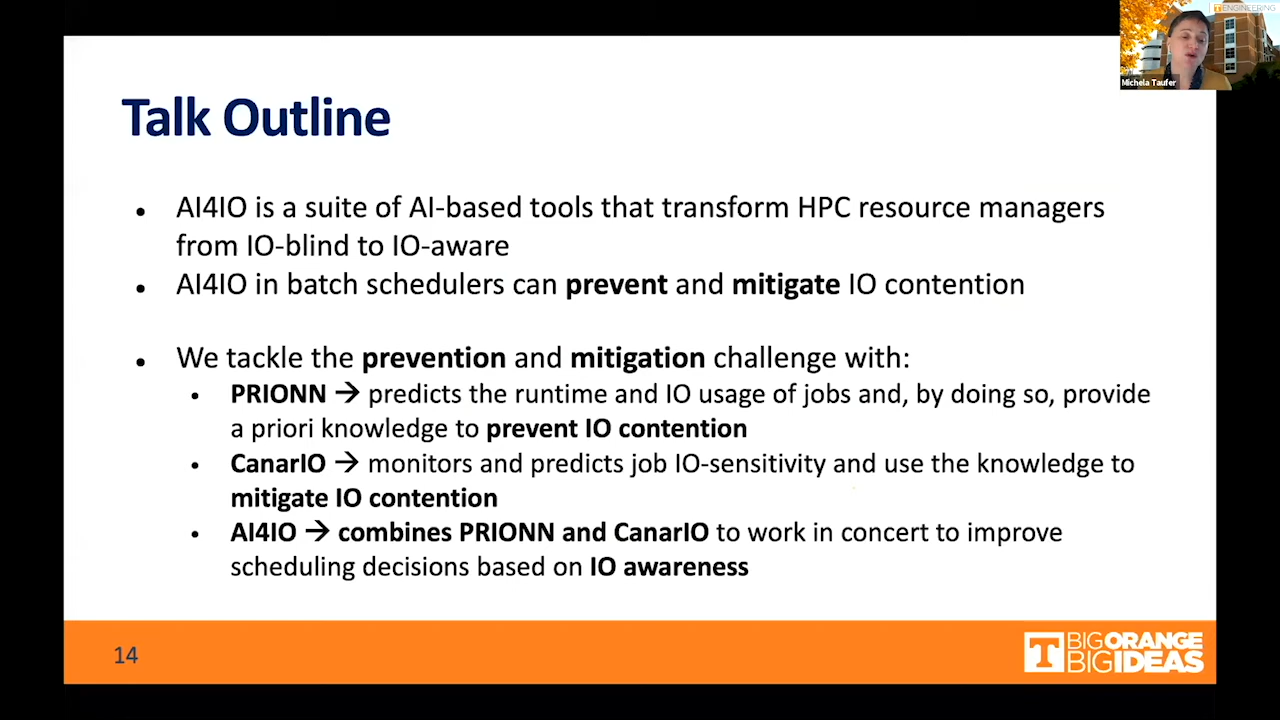 ENGINEERING
Michela Taufer
Talk Outline
• AI4IO is a suite of AI-based tools that transform HPC resource managers
from IO-blind to IO-aware
• AI4IO in batch schedulers can prevent and mitigate IO contention
• We tackle the prevention and mitigation challenge with:
• PRIONN → predicts the runtime and IO usage of jobs and, by doing so, provide
a priori knowledge to prevent IO contention
• CanarIO → monitors and predicts job IO-sensitivity and use the knowledge to
mitigate IO contention
• AI4IO → combines PRIONN and CanarIO to work in concert to improve
scheduling decisions based on IO awareness
14
T BIG ORANGE
BIG IDEAS